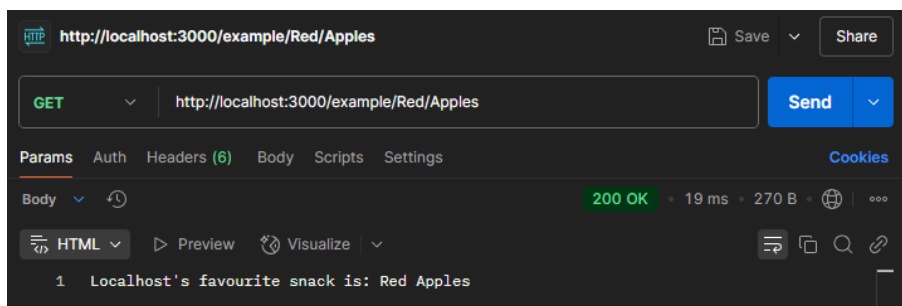 HTTP http://localhost:3000/example/Red/Apples Save Share
GET http://localhost:3000/example/Red/Apples Send
Params Auth Headers (6) Body Scripts Settings Cookies
Body 200 OK • 19 ms • 270 B •
HTML Preview Visualize
1 Localhost's favourite snack is: Red Apples